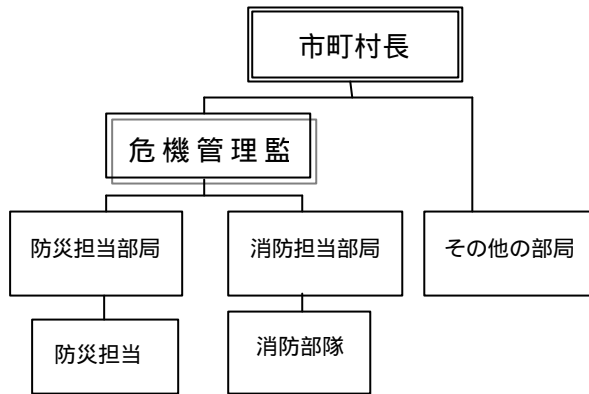 市町村長
危機管理監
防災担当部局
消防担当部局
その他の部局
防災担当
消防部隊